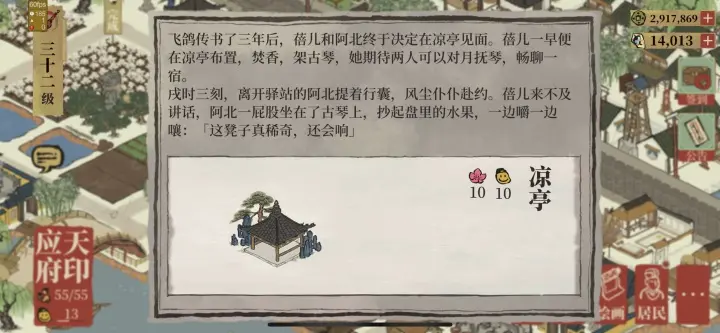 60fps
185
三十二级
飞鸽传书了三年后，蓓儿和阿北终于决定在凉亭见面。蓓儿一早便
在凉亭布置，焚香，架古琴，她期待两人可以对月抚琴，畅聊一
宿。
戌时三刻，离开驿站的阿北提着行囊，风尘仆仆赴约。蓓儿来不及
讲话，阿北一屁股坐在了古琴上，抄起盘里的水果，一边嚼一边
嚷：「这凳子真稀奇，还会响」
凉亭
10
10
2,917,869
14,013
签到
公告
天印
应府
55/55
13
绘画
居民